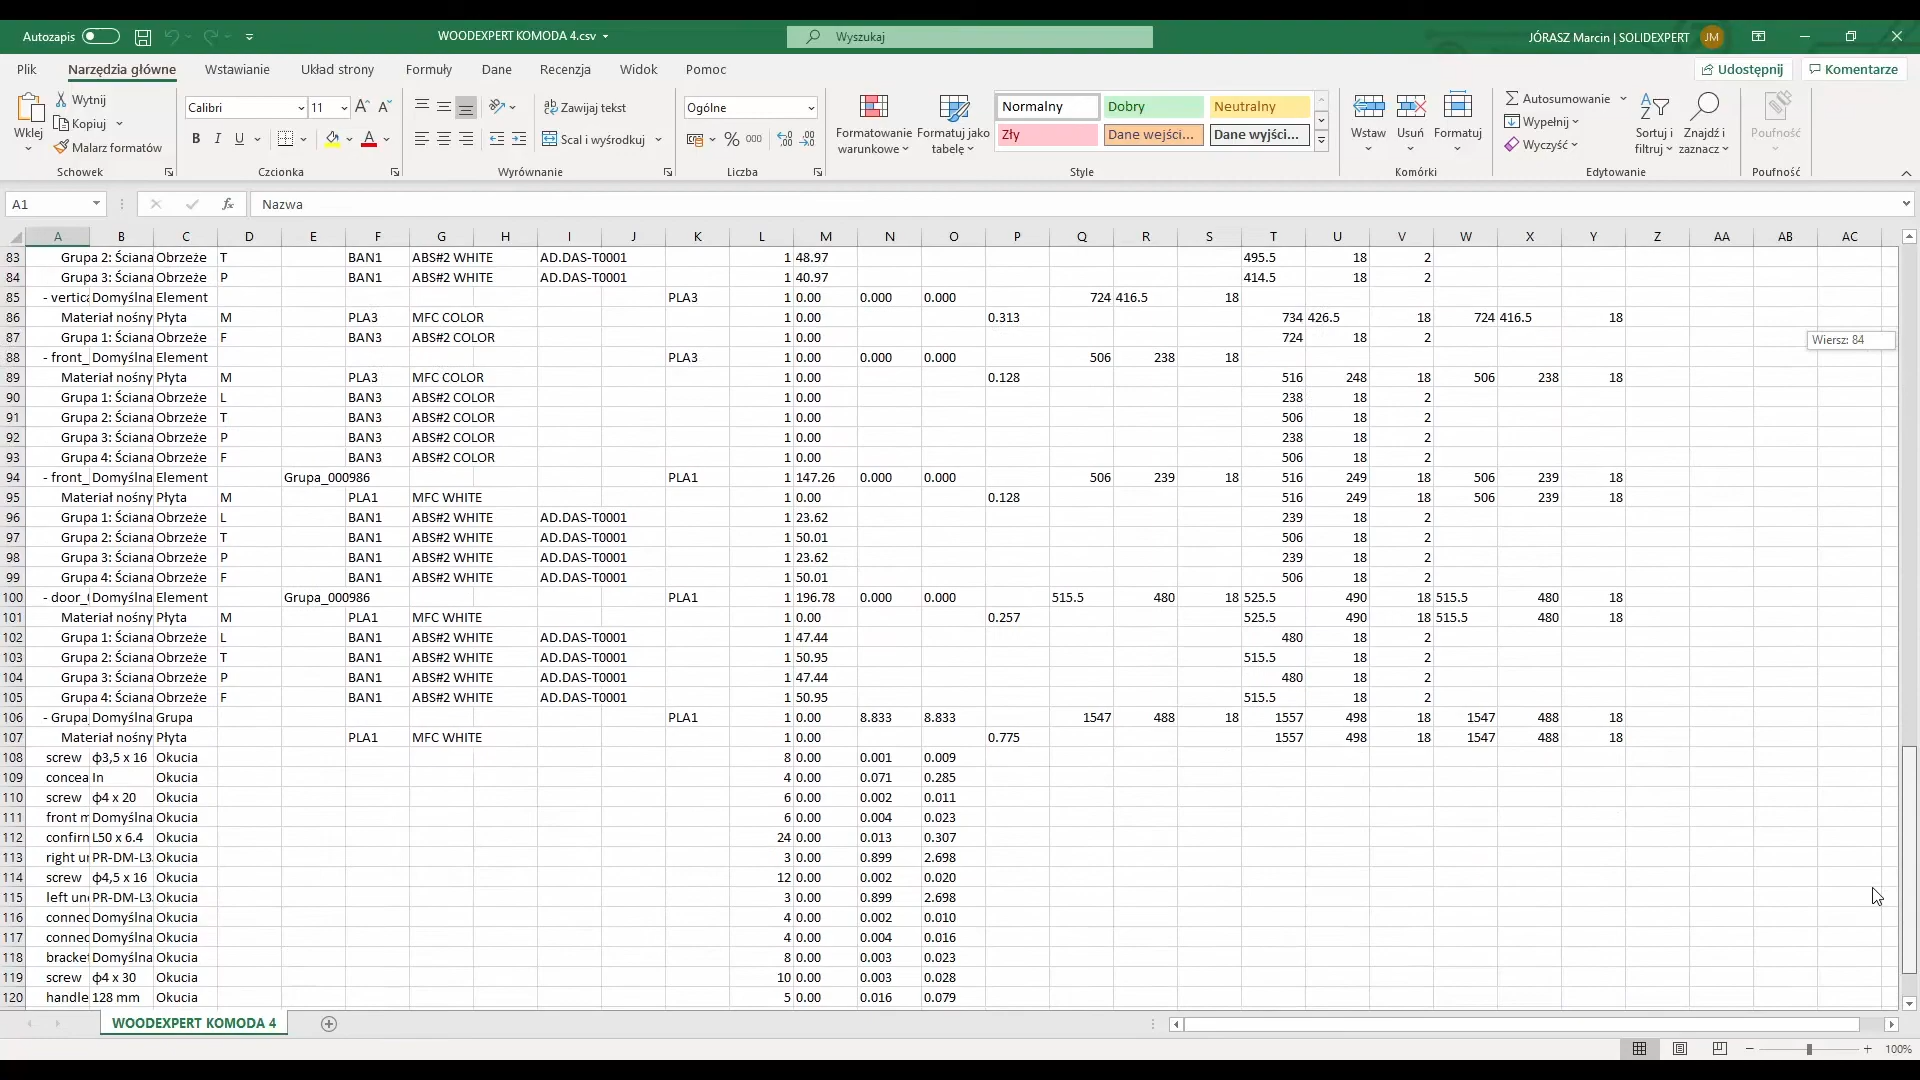 Autozapis WOODEXPERT KOMODA 4.csv Wyszukaj JÓRASZ Marcin | SOLIDEXPERT JM
Plik Narzędzia główne Wstawianie Układ strony Formuły Dane Recenzja Widok Pomoc Udostępnij Komentarze
Wklej Wytnij Kopiuj Malarz formatów
Calibri 11
B I U
Zawijaj tekst
Scal i wyśrodkuj
Ogólne
% 000
Formatowanie warunkowe Formatuj jako tabelę
Normalny Dobry Neutralny
Zły Dane wejści... Dane wyjści...
Wstaw Usuń Formatuj
Autosumowanie
Wypełnij
Wyczyść
Sortuj i filtruj Znajdź i zaznacz
Poufność
Schowek Czcionka Wyrównanie Liczba Style Komórki Edytowanie Poufność
A1 fx Nazwa
A B C D E F G H I J K L M N O P Q R S T U V W X Y Z AA AB AC
83 Grupa 2: Ściana Obrzeże T BAN1 ABS#2 WHITE AD.DAS-T0001 1 48.97 495.5 18 2
84 Grupa 3: Ściana Obrzeże P BAN1 ABS#2 WHITE AD.DAS-T0001 1 40.97 414.5 18 2
85 - vertica Domyślna Element PLA3 1 0.00 0.000 0.000 724 416.5 18
86 Materiał nośny Płyta M PLA3 MFC COLOR 1 0.00 0.313 734 426.5 18 724 416.5 18
87 Grupa 1: Ściana Obrzeże F BAN3 ABS#2 COLOR 1 0.00 724 18 2
88 - front_ Domyślna Element PLA3 1 0.00 0.000 0.000 506 238 18
89 Materiał nośny Płyta M PLA3 MFC COLOR 1 0.00 0.128 516 248 18 506 238 18
90 Grupa 1: Ściana Obrzeże L BAN3 ABS#2 COLOR 1 0.00 238 18 2
91 Grupa 2: Ściana Obrzeże T BAN3 ABS#2 COLOR 1 0.00 506 18 2
92 Grupa 3: Ściana Obrzeże P BAN3 ABS#2 COLOR 1 0.00 238 18 2
93 Grupa 4: Ściana Obrzeże F BAN3 ABS#2 COLOR 1 0.00 506 18 2
94 - front_ Domyślna Element Grupa_000986 PLA1 1 147.26 0.000 0.000 506 239 18 516 249 18 506 239 18
95 Materiał nośny Płyta M PLA1 MFC WHITE 1 0.00 0.128 516 249 18 506 239 18
96 Grupa 1: Ściana Obrzeże L BAN1 ABS#2 WHITE AD.DAS-T0001 1 23.62 239 18 2
97 Grupa 2: Ściana Obrzeże T BAN1 ABS#2 WHITE AD.DAS-T0001 1 50.01 506 18 2
98 Grupa 3: Ściana Obrzeże P BAN1 ABS#2 WHITE AD.DAS-T0001 1 23.62 239 18 2
99 Grupa 4: Ściana Obrzeże F BAN1 ABS#2 WHITE AD.DAS-T0001 1 50.01 506 18 2
100 - door_( Domyślna Element Grupa_000986 PLA1 1 196.78 0.000 0.000 515.5 480 18 525.5 490 18 515.5 480 18
101 Materiał nośny Płyta M PLA1 MFC WHITE 1 0.00 0.257 525.5 490 18 515.5 480 18
102 Grupa 1: Ściana Obrzeże L BAN1 ABS#2 WHITE AD.DAS-T0001 1 47.44 480 18 2
103 Grupa 2: Ściana Obrzeże T BAN1 ABS#2 WHITE AD.DAS-T0001 1 50.95 515.5 18 2
104 Grupa 3: Ściana Obrzeże P BAN1 ABS#2 WHITE AD.DAS-T0001 1 47.44 480 18 2
105 Grupa 4: Ściana Obrzeże F BAN1 ABS#2 WHITE AD.DAS-T0001 1 50.95 515.5 18 2
106 - Grupa Domyślna Grupa PLA1 1 0.00 8.833 8.833 1547 488 18 1557 498 18 1547 488 18
107 Materiał nośny Płyta PLA1 MFC WHITE 1 0.00 0.775 1557 498 18 1547 488 18
108 screw ф3,5 x 16 Okucia 8 0.00 0.001 0.009
109 concea In Okucia 4 0.00 0.071 0.285
110 screw ф4 x 20 Okucia 6 0.00 0.002 0.011
111 front m Domyślna Okucia 6 0.00 0.004 0.023
112 confirn L50 x 6.4 Okucia 24 0.00 0.013 0.307
113 right un PR-DM-L3 Okucia 3 0.00 0.899 2.698
114 screw ф4,5 x 16 Okucia 12 0.00 0.002 0.020
115 left und PR-DM-L3 Okucia 3 0.00 0.899 2.698
116 connec Domyślna Okucia 4 0.00 0.002 0.010
117 connec Domyślna Okucia 4 0.00 0.004 0.016
118 bracket Domyślna Okucia 8 0.00 0.003 0.023
119 screw ф4 x 30 Okucia 10 0.00 0.003 0.028
120 handle 128 mm Okucia 5 0.00 0.016 0.079
Wiersz: 84
WOODEXPERT KOMODA 4
100%